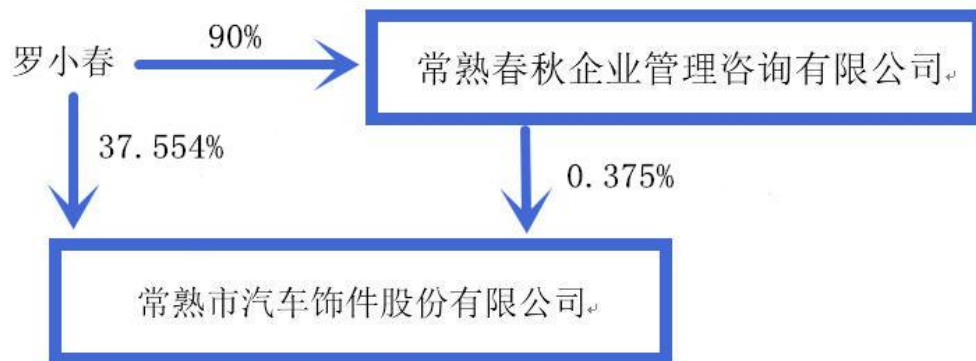 90%
罗小春
常熟春秋企业管理咨询有限公司
37.554%
0.375%
常熟市汽车饰件股份有限公司